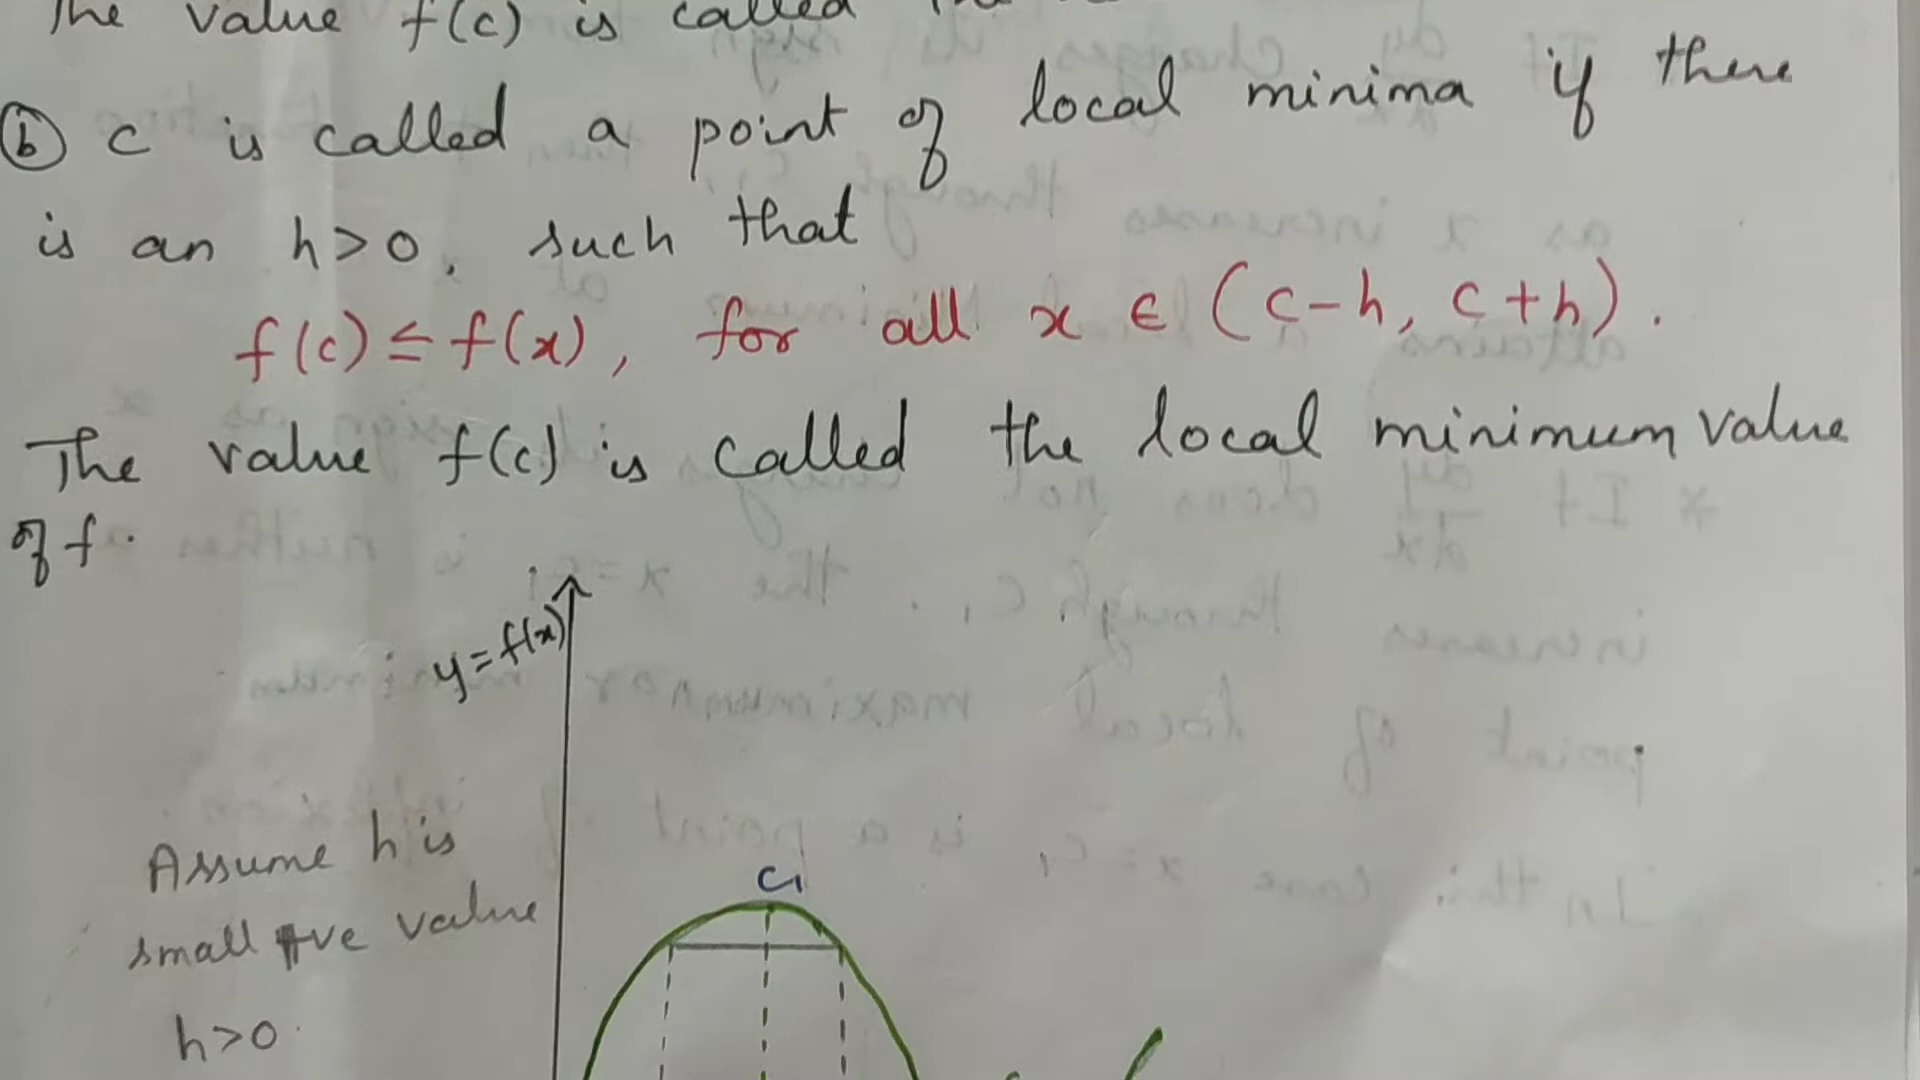 The value f(c) is called
ⓑ c is called a point of local minima if there
is an h>0, such that
f(c) ≤ f(x), for all x ∈ (c-h, c+h).
The value f(c) is called the local minimum value
of f.
y=f(x)
Assume h is
small +ve value
h>0
C₁